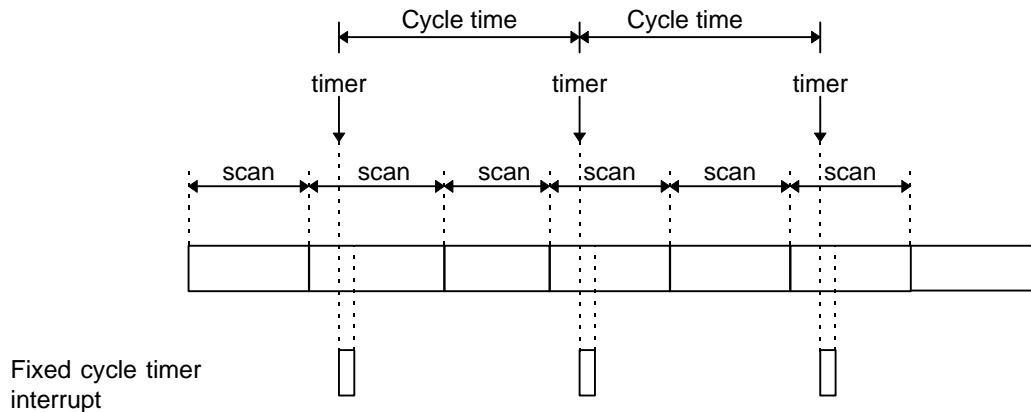 Cycle time Cycle time
timer timer timer
scan scan scan scan scan scan
Fixed cycle timer
interrupt